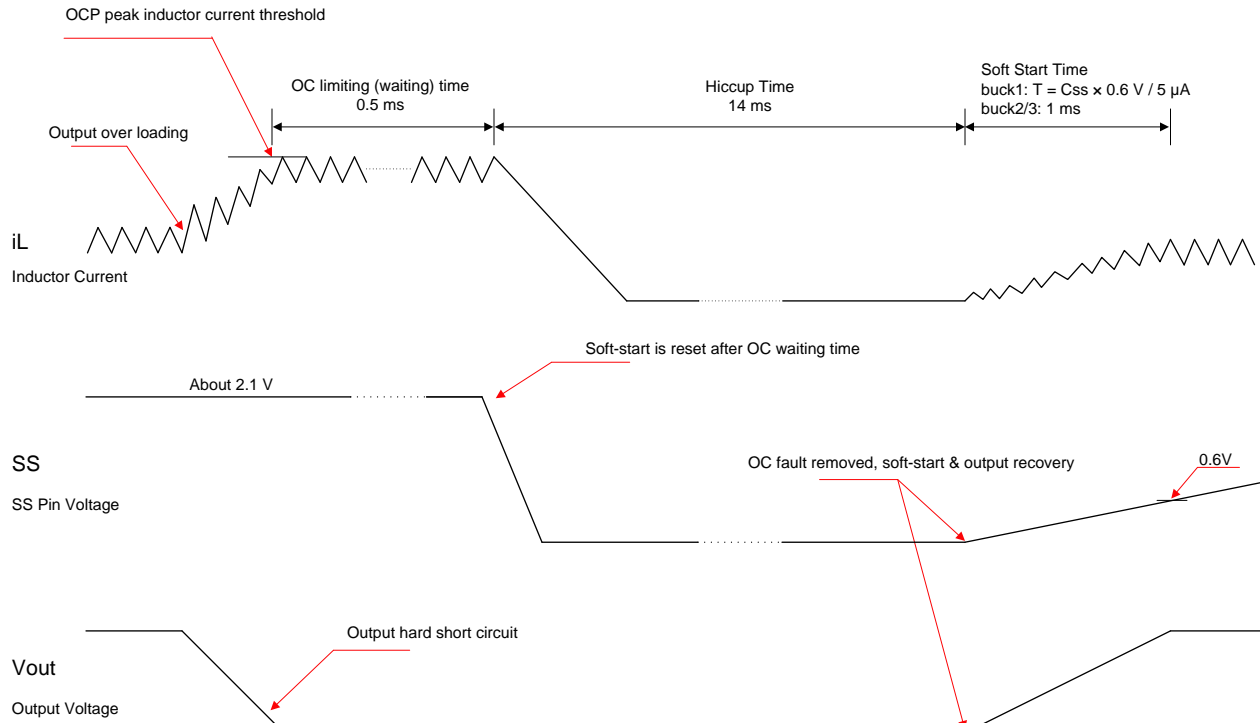 OCP peak inductor current threshold
OC limiting (waiting) time
0.5 ms
Hiccup Time
14 ms
Soft Start Time
buck1: T = Css × 0.6 V / 5 µA
buck2/3: 1 ms
Output over loading
iL
Inductor Current
Soft-start is reset after OC waiting time
About 2.1 V
SS
SS Pin Voltage
OC fault removed, soft-start & output recovery
0.6V
Output hard short circuit
Vout
Output Voltage